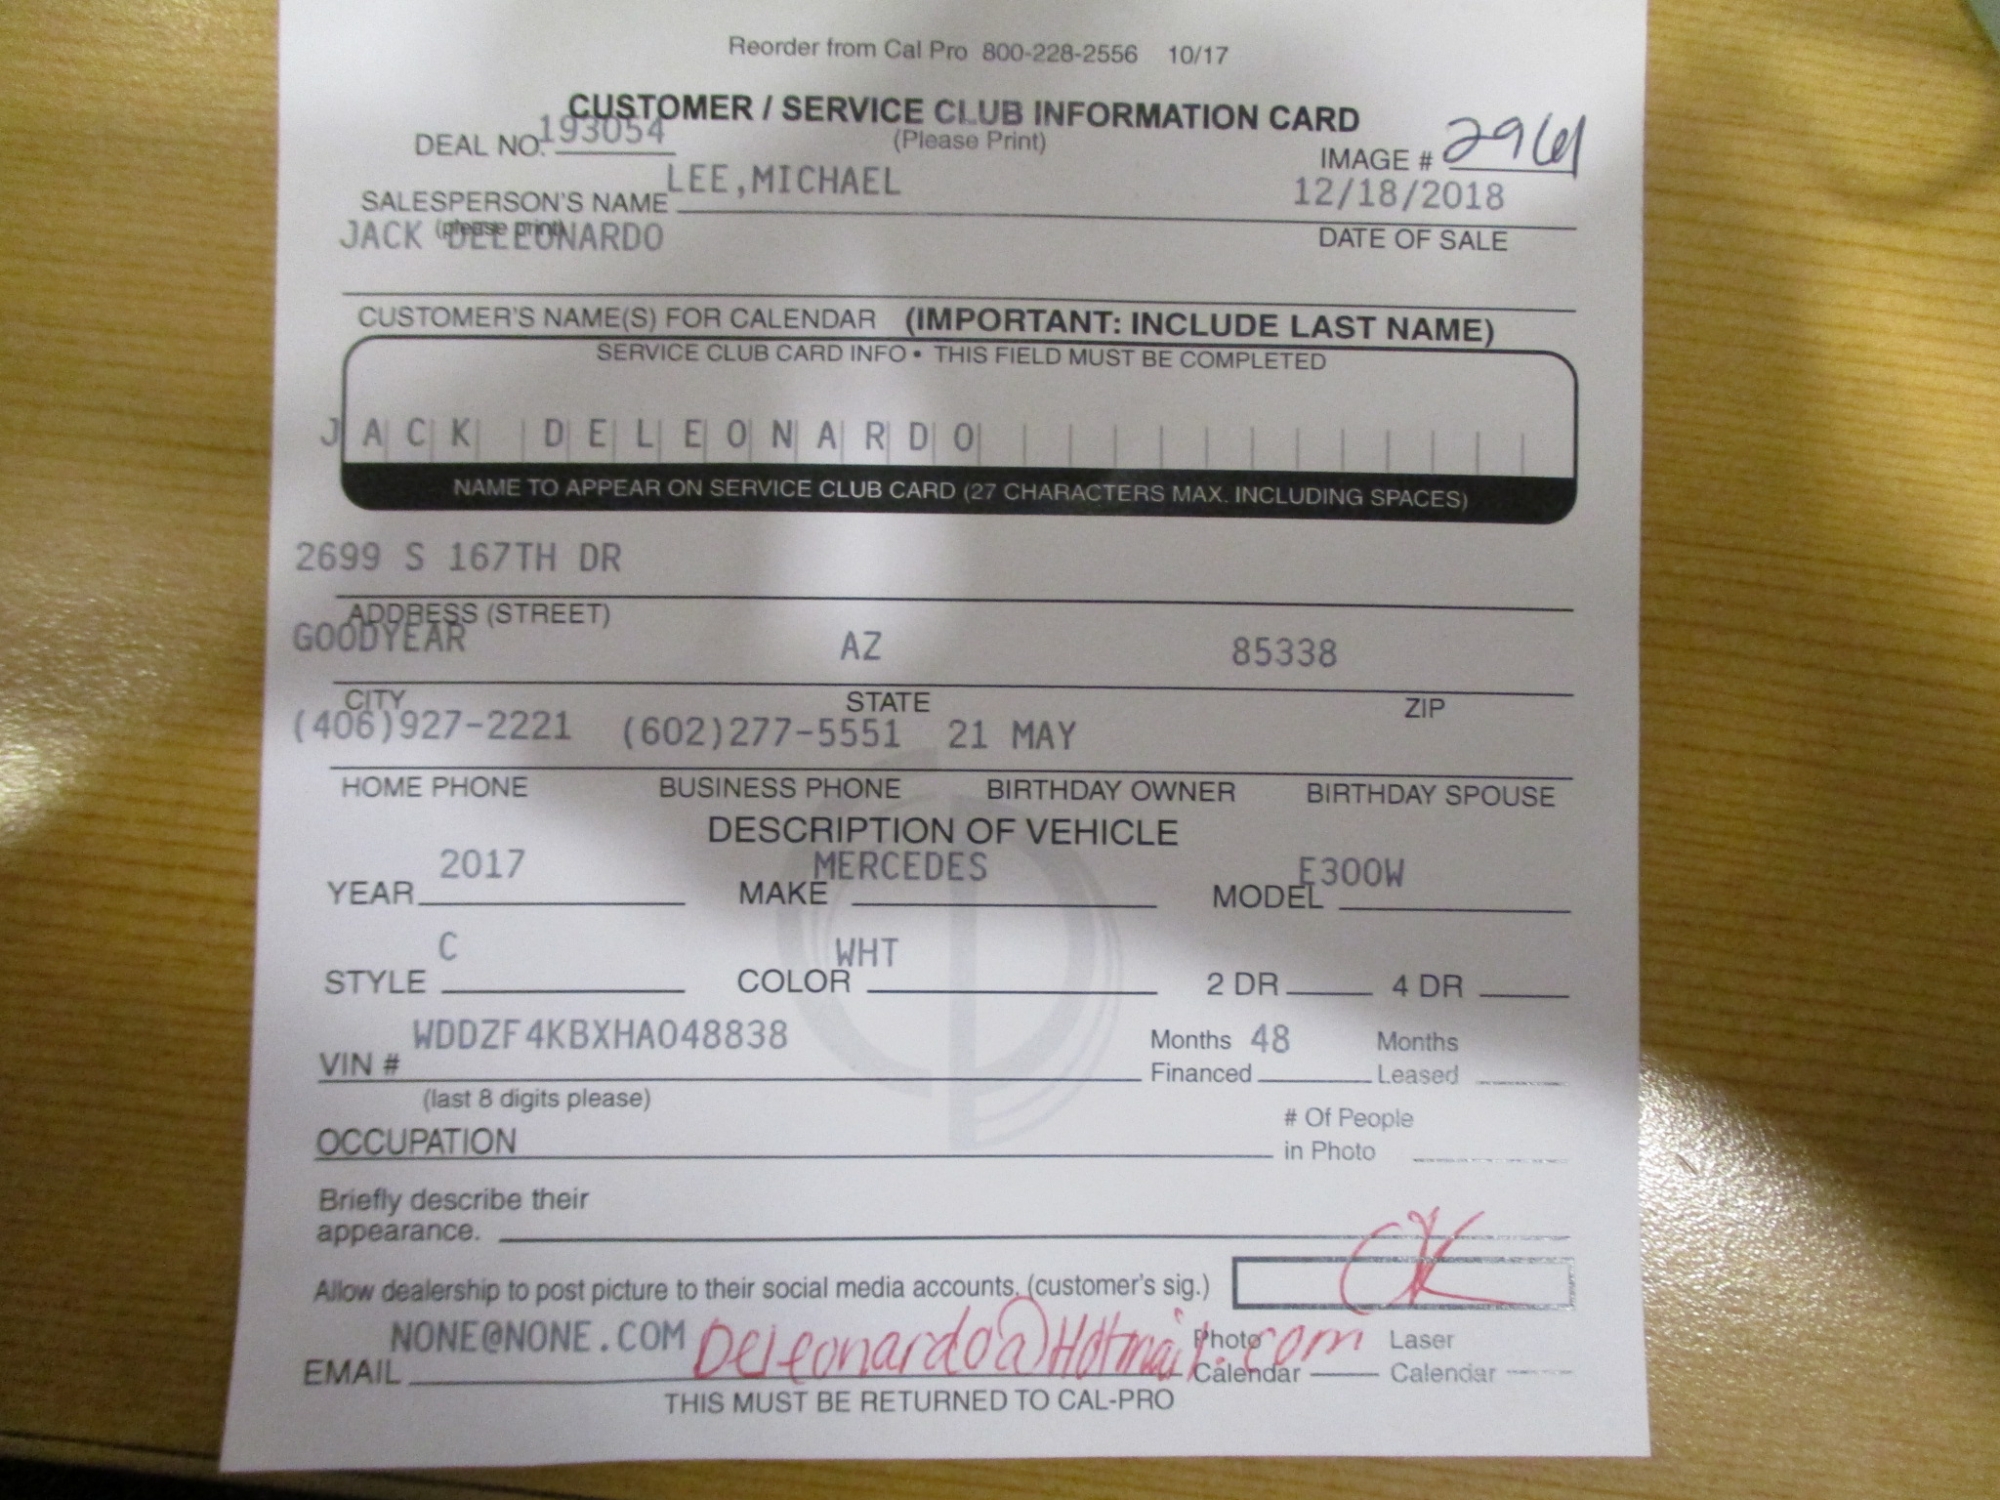 Reorder from Cal Pro 800-228-2556 10/17
CUSTOMER / SERVICE CLUB INFORMATION CARD
(Please Print)
DEAL NO. 193054
IMAGE # 2961
SALESPERSON'S NAME LEE,MICHAEL
12/18/2018
(please print)
JACK DELEONARDO
DATE OF SALE
CUSTOMER'S NAME(S) FOR CALENDAR (IMPORTANT: INCLUDE LAST NAME)
SERVICE CLUB CARD INFO • THIS FIELD MUST BE COMPLETED
JACK DELEONARDO
NAME TO APPEAR ON SERVICE CLUB CARD (27 CHARACTERS MAX. INCLUDING SPACES)
2699 S 167TH DR
ADDRESS (STREET)
GOODYEAR AZ 85338
CITY STATE ZIP
(406)927-2221 (602)277-5551 21 MAY
HOME PHONE BUSINESS PHONE BIRTHDAY OWNER BIRTHDAY SPOUSE
DESCRIPTION OF VEHICLE
YEAR 2017 MAKE MERCEDES MODEL E300W
STYLE C COLOR WHT 2 DR 4 DR
VIN # WDDZF4KBXHA048838
Months Financed 48 Months Leased
(last 8 digits please)
OCCUPATION
# Of People in Photo
Briefly describe their
appearance.
Allow dealership to post picture to their social media accounts. (customer's sig.) OK
EMAIL NONE@NONE.COM Deleonardo@Hotmail.com
Photo Calendar Laser Calendar
THIS MUST BE RETURNED TO CAL-PRO